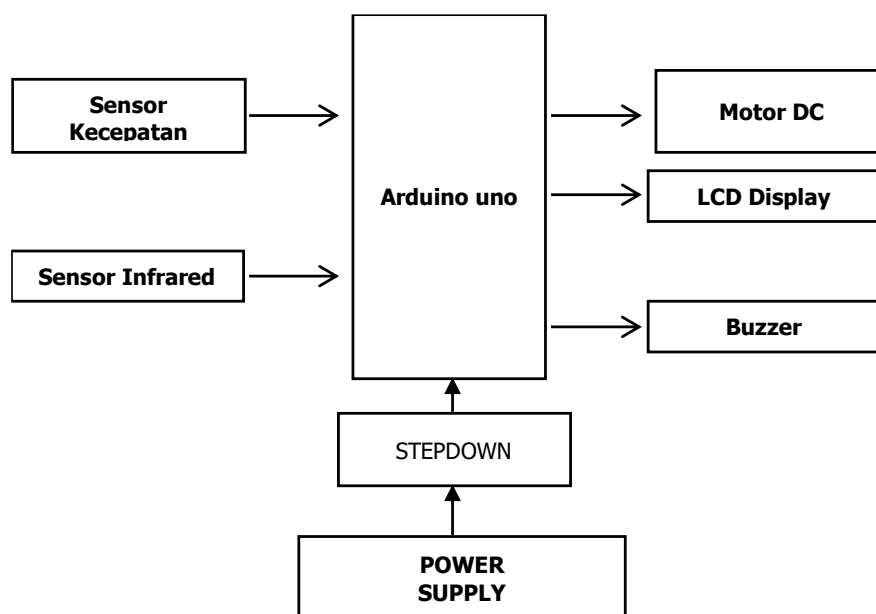 Sensor
Kecepatan
Sensor Infrared
Arduino uno
Motor DC
LCD Display
Buzzer
STEPDOWN
POWER
SUPPLY